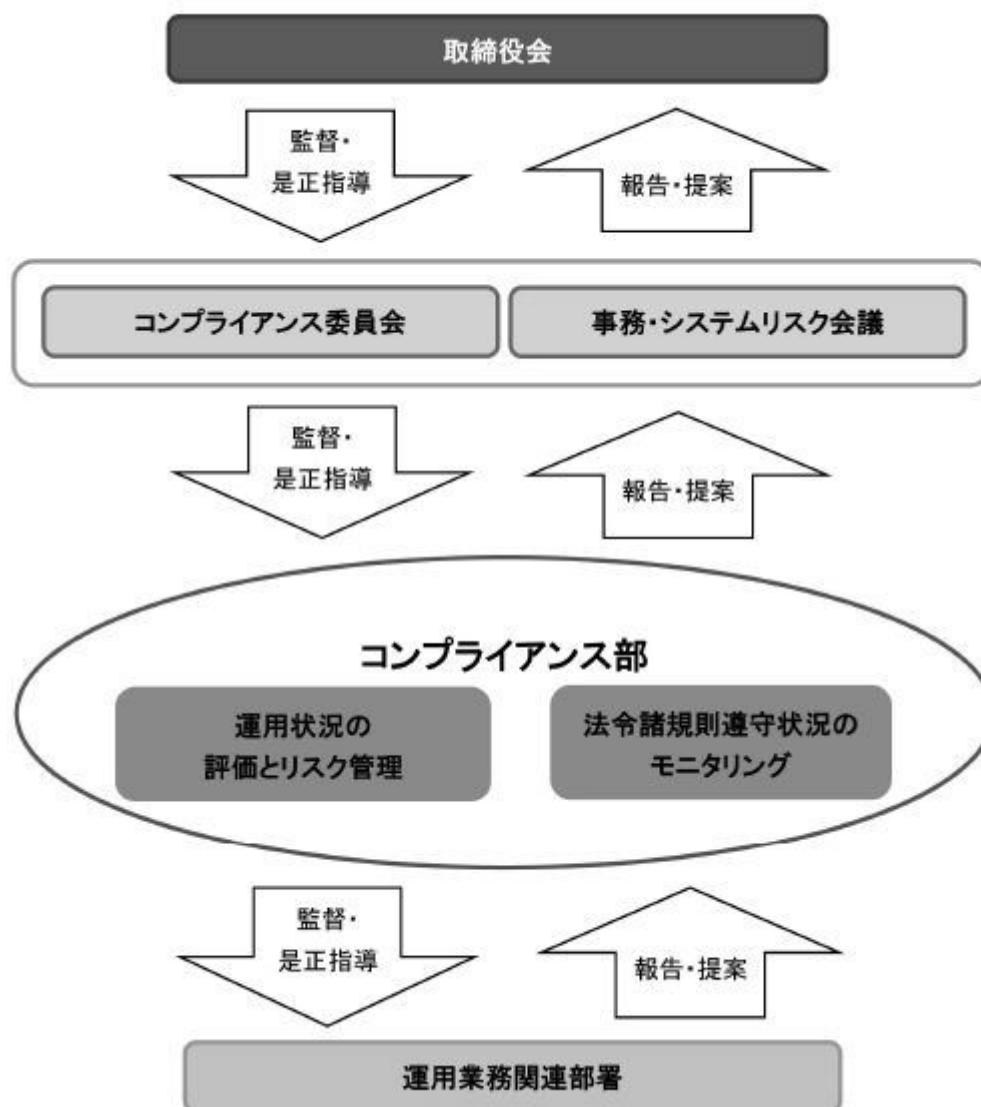 取締役会
監督・
是正指導
報告・提案
コンプライアンス委員会
事務・システムリスク会議
監督・
是正指導
報告・提案
コンプライアンス部
運用状況の
評価とリスク管理
法令諸規則遵守状況の
モニタリング
監督・
是正指導
報告・提案
運用業務関連部署